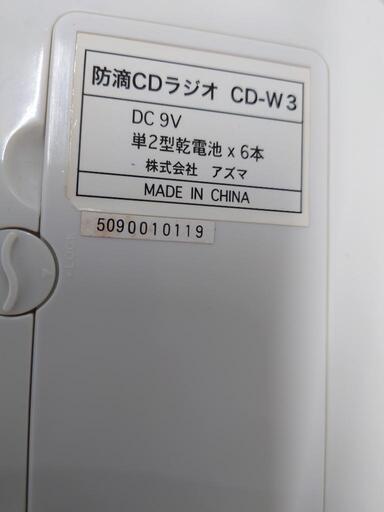 防滴CDラジオ CD-W3
DC 9V
単2型乾電池 x 6本
株式会社 アズマ
MADE IN CHINA
5090010119